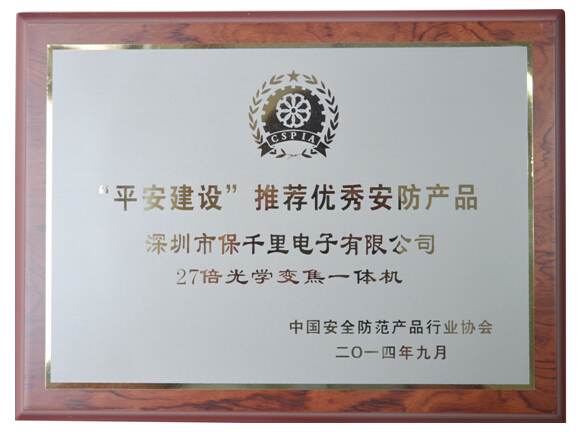 CSPIA
“平安建设”推荐优秀安防产品
深圳市保千里电子有限公司
27倍光学变焦一体机
中国安全防范产品行业协会
二〇一四年九月